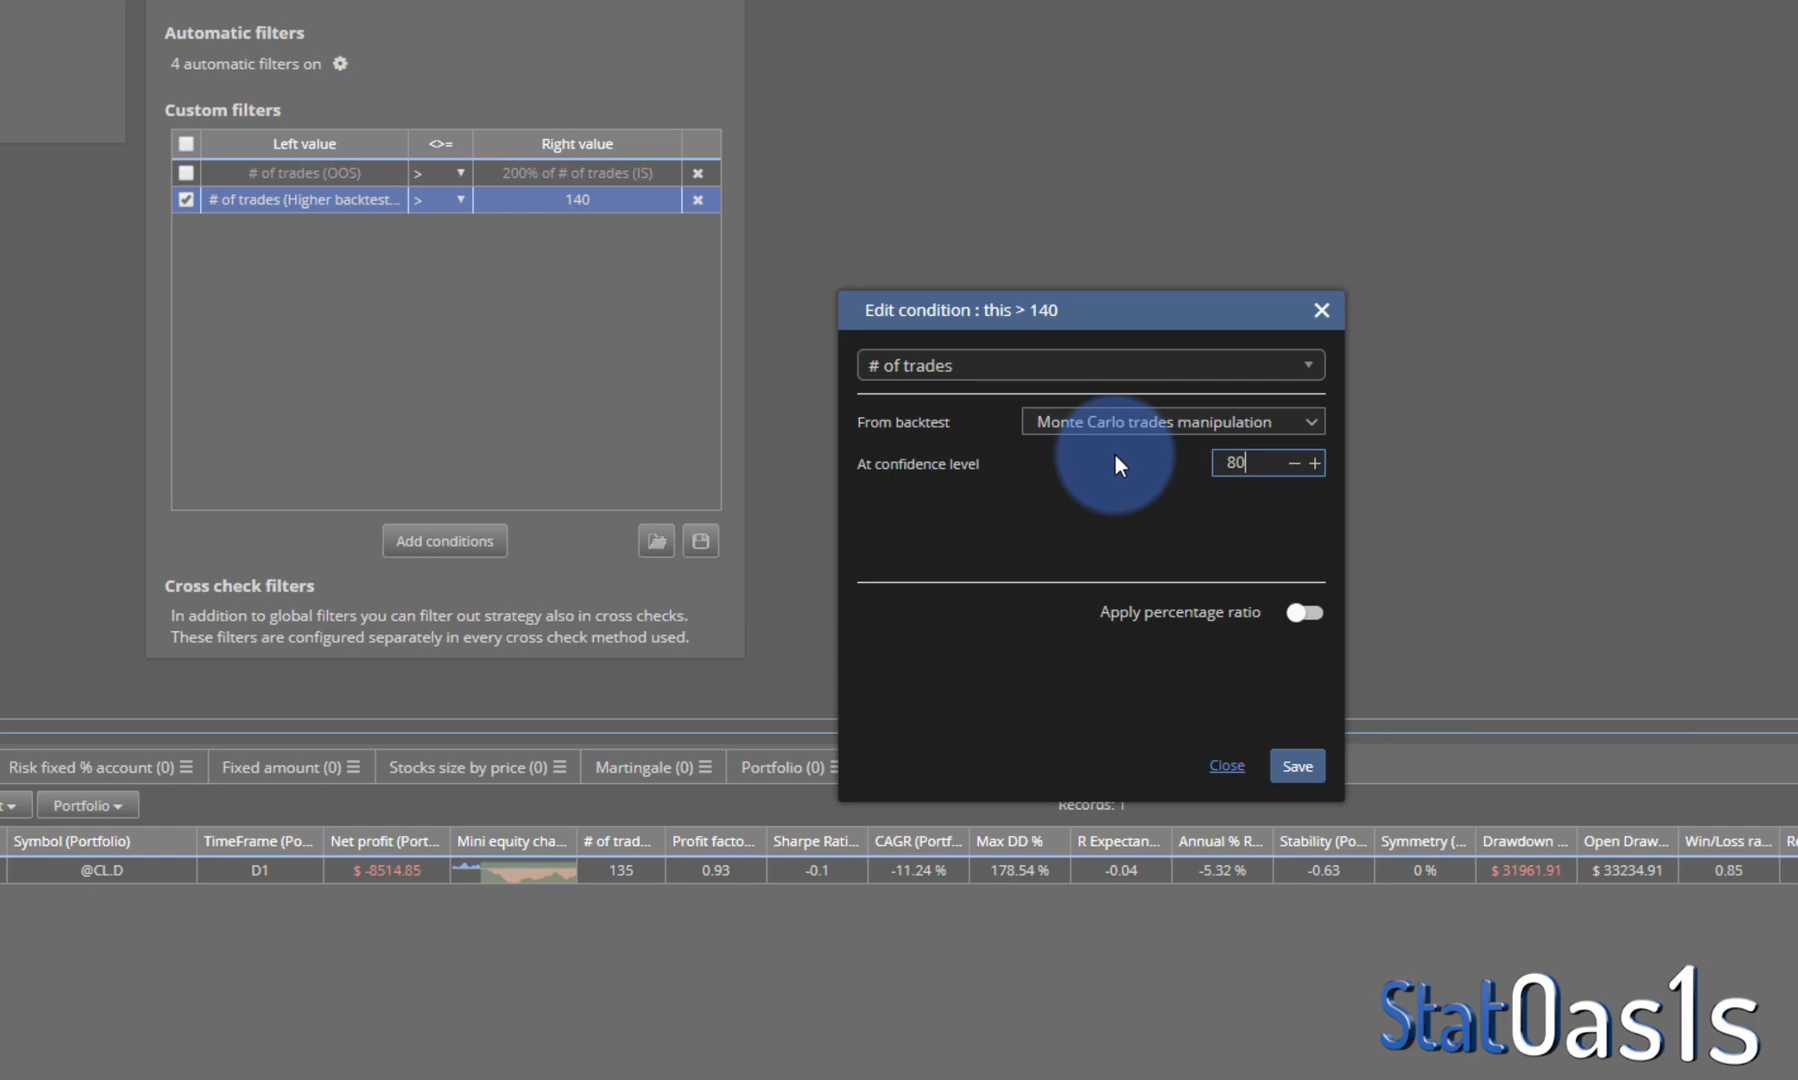 Automatic filters
4 automatic filters on
Custom filters
Left value <>= Right value
# of trades (OOS) > 200% of # of trades (IS)
# of trades (Higher backtest... > 140
Add conditions
Cross check filters
In addition to global filters you can filter out strategy also in cross checks.
These filters are configured separately in every cross check method used.
Edit condition : this > 140
# of trades
From backtest Monte Carlo trades manipulation
At confidence level 80
Apply percentage ratio
Close Save
Risk fixed % account (0) Fixed amount (0) Stocks size by price (0) Martingale (0) Portfolio (0)
t Portfolio Records: 1
Symbol (Portfolio) TimeFrame (Po... Net profit (Port... Mini equity cha... # of trad... Profit facto... Sharpe Rati... CAGR (Portf... Max DD % R Expectan... Annual % R... Stability (Po... Symmetry (... Drawdown ... Open Draw... Win/Loss ra...
@CL.D D1 $ -8514.85 135 0.93 -0.1 -11.24 % 178.54 % -0.04 -5.32 % -0.63 0 % $ 31961.91 $ 33234.91 0.85
StatOas1s